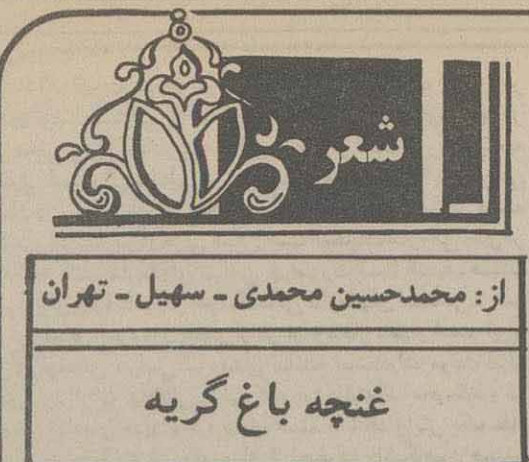 شعر
از: محمدحسین محمدی ـ سهیل ـ تهران
غنچه باغ گریه